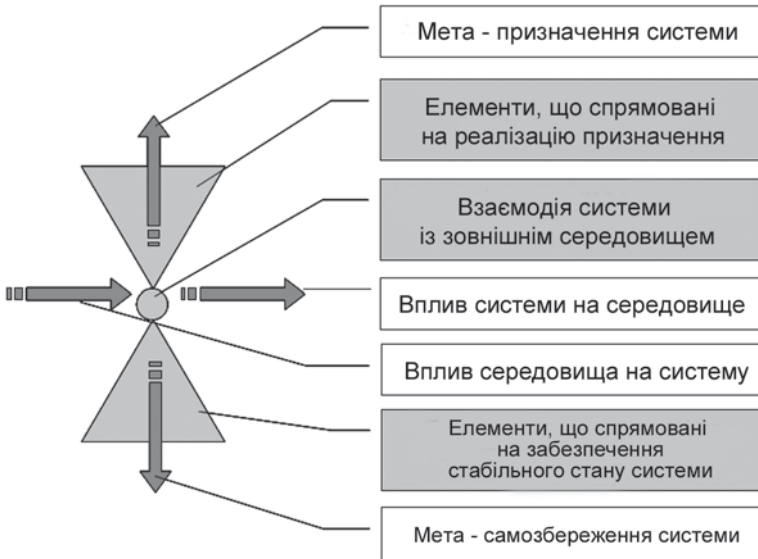 Мета - призначення системи
Елементи, що спрямовані
на реалізацію призначення
Взаємодія системи
із зовнішнім середовищем
Вплив системи на середовище
Вплив середовища на систему
Елементи, що спрямовані
на забезпечення
стабільного стану системи
Мета - самозбереження системи